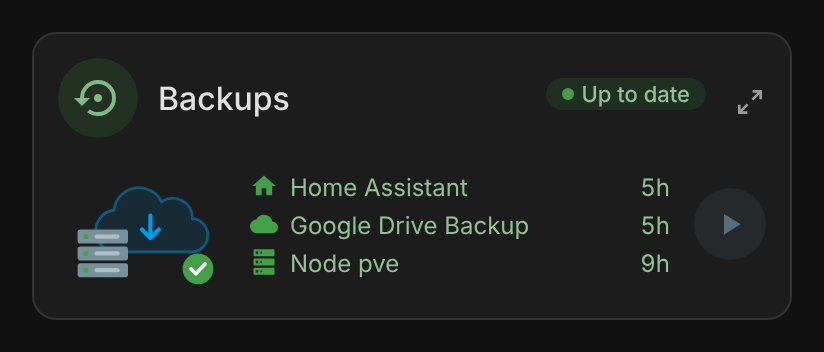 Backups
Up to date
Home Assistant 5h
Google Drive Backup 5h
Node pve 9h